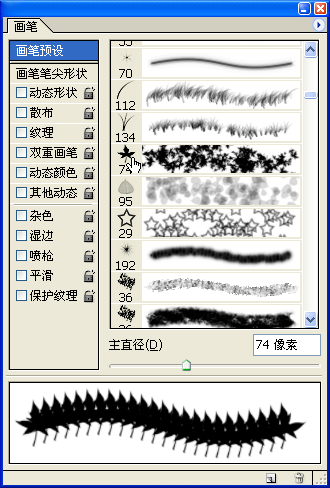 画笔
画笔预设
画笔笔尖形状
动态形状
散布
纹理
双重画笔
动态颜色
其他动态
杂色
湿边
喷枪
平滑
保护纹理
70
112
134
95
29
192
36
36
主直径(D)
74 像素